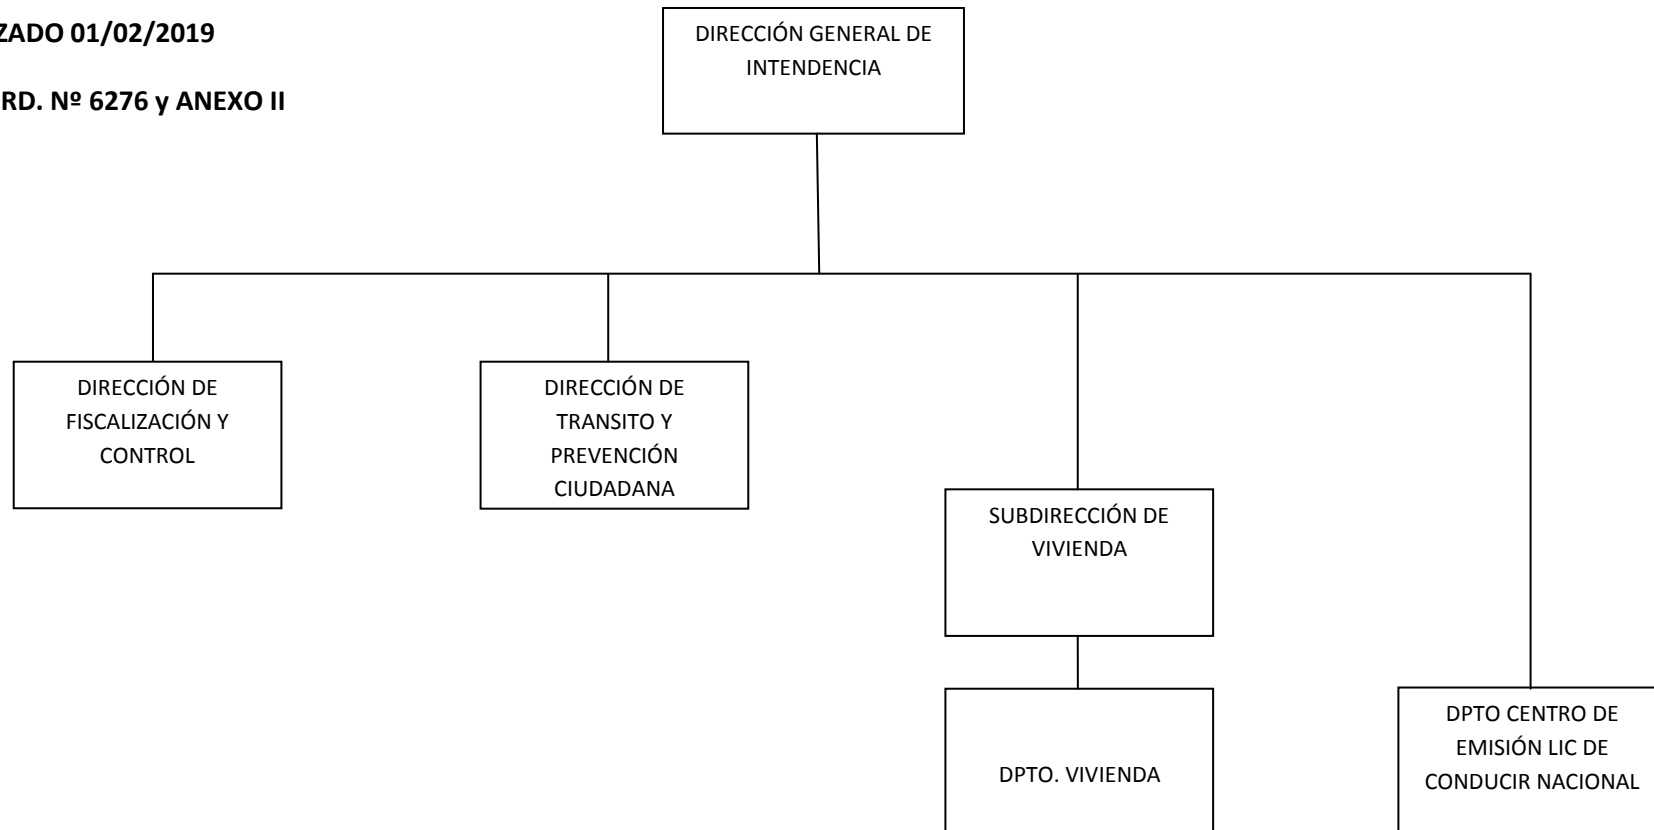 ZADO 01/02/2019
RD. Nº 6276 y ANEXO II
DIRECCIÓN GENERAL DE
INTENDENCIA
DIRECCIÓN DE
FISCALIZACIÓN Y
CONTROL
DIRECCIÓN DE
TRANSITO Y
PREVENCIÓN
CIUDADANA
SUBDIRECCIÓN DE
VIVIENDA
DPTO. VIVIENDA
DPTO CENTRO DE
EMISIÓN LIC DE
CONDUCIR NACIONAL